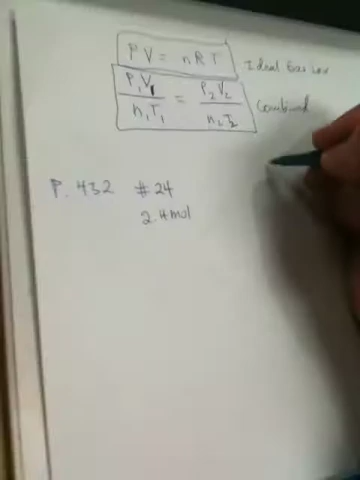 PV = nRT Ideal Gas Law
P₁V₁/n₁T₁ = P₂V₂/n₂T₂ Combined
P. 432 #24
2.4 mol